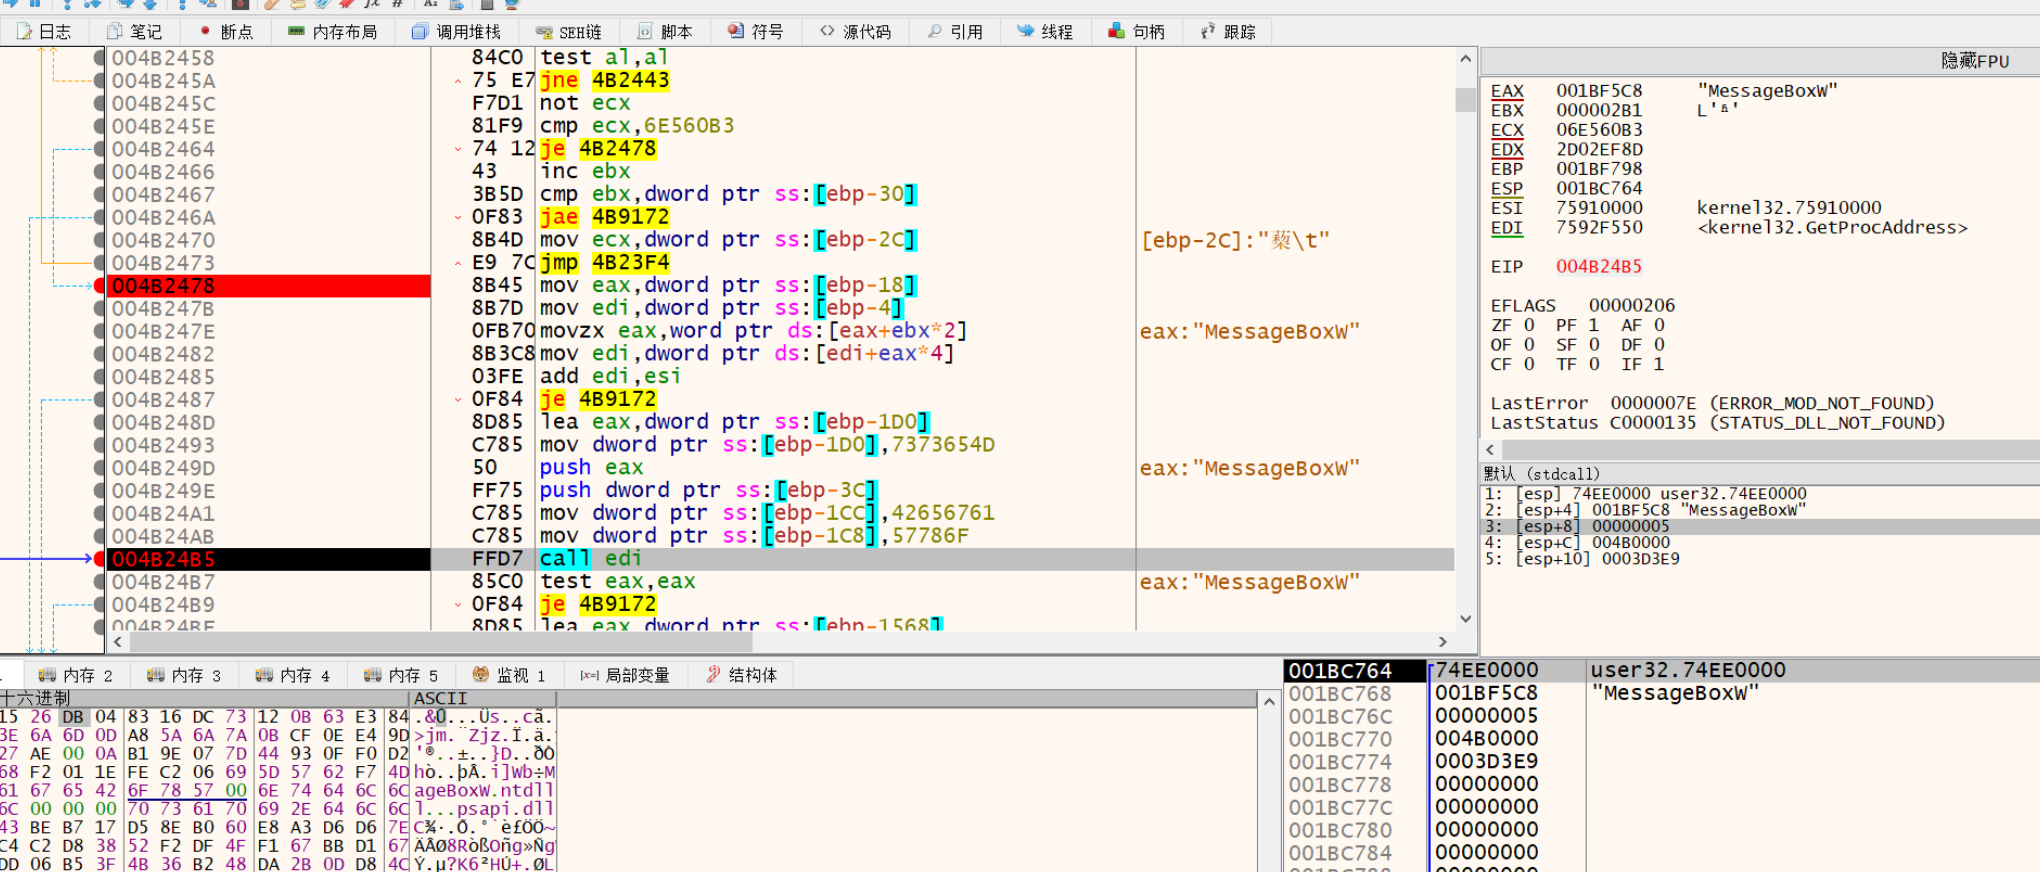 日志 笔记 断点 内存布局 调用堆栈 SEH链 脚本 符号 源代码 引用 线程 句柄 跟踪
004B2458 84C0 test al,al
004B245A 75 E7 jne 4B2443
004B245C F7D1 not ecx
004B245E 81F9 cmp ecx,6E560B3
004B2464 74 12 je 4B2478
004B2466 43 inc ebx
004B2467 3B5D cmp ebx,dword ptr ss:[ebp-30]
004B246A 0F83 jae 4B9172
004B2470 8B4D mov ecx,dword ptr ss:[ebp-2C] [ebp-2C]:"藜\t"
004B2473 E9 7C jmp 4B23F4
004B2478 8B45 mov eax,dword ptr ss:[ebp-18]
004B247B 8B7D mov edi,dword ptr ss:[ebp-4]
004B247E 0FB70 movzx eax,word ptr ds:[eax+ebx*2] eax:"MessageBoxW"
004B2482 8B3C8 mov edi,dword ptr ds:[edi+eax*4]
004B2485 03FE add edi,esi
004B2487 0F84 je 4B9172
004B248D 8D85 lea eax,dword ptr ss:[ebp-1D0]
004B2493 C785 mov dword ptr ss:[ebp-1D0],7373654D
004B249D 50 push eax eax:"MessageBoxW"
004B249E FF75 push dword ptr ss:[ebp-3C]
004B24A1 C785 mov dword ptr ss:[ebp-1CC],42656761
004B24AB C785 mov dword ptr ss:[ebp-1C8],57786F
004B24B5 FFD7 call edi
004B24B7 85C0 test eax,eax eax:"MessageBoxW"
004B24B9 0F84 je 4B9172
004B24BF 8D85 lea eax,dword ptr ss:[ebp-1568]
隐藏FPU
EAX 001BF5C8 "MessageBoxW"
EBX 000002B1
ECX 06E560B3
EDX 2D02EF8D
EBP 001BF798
ESP 001BC764
ESI 75910000 kernel32.75910000
EDI 7592F550 <kernel32.GetProcAddress>
EIP 004B24B5
EFLAGS 00000206
ZF 0 PF 1 AF 0
OF 0 SF 0 DF 0
CF 0 TF 0 IF 1
LastError 0000007E (ERROR_MOD_NOT_FOUND)
LastStatus C0000135 (STATUS_DLL_NOT_FOUND)
默认 (stdcall)
1: [esp] 74EE0000 user32.74EE0000
2: [esp+4] 001BF5C8 "MessageBoxW"
3: [esp+8] 00000005
4: [esp+C] 004B0000
5: [esp+10] 0003D3E9
内存 2 内存 3 内存 4 内存 5 监视 1 局部变量 结构体
十六进制 ASCII
15 26 DB 04 83 16 DC 73 12 0B 63 E3 84 .&Û...Üs..cã.
3E 6A 6D 0D A8 5A 6A 7A 0B CF 0E E4 9D >jm.¨Zjz.Ï.ä.
27 AE 00 0A B1 9E 07 7D 44 93 0F F0 D2 '®..±..}D..ðÒ
68 F2 01 1E FE C2 06 69 5D 57 62 F7 4D hò..þÂ.i]Wb÷M
61 67 65 42 6F 78 57 00 6E 74 64 6C 6C ageBoxW.ntdll
6C 00 00 00 70 73 61 70 69 2E 64 6C 6C l...psapi.dll
43 BE B7 17 D5 8E B0 60 E8 A3 D6 D6 7E C¾·.Õ.°`è£ÖÖ~
C4 C2 D8 38 52 F2 DF 4F F1 67 BB D1 67 ÄÂØ8RòßOñg»Ñg
DD 06 B5 3F 4B 36 B2 48 DA 2B 0D D8 4C Ý.µ?K6²HÚ+.ØL
001BC764 74EE0000 user32.74EE0000
001BC768 001BF5C8 "MessageBoxW"
001BC76C 00000005
001BC770 004B0000
001BC774 0003D3E9
001BC778 00000000
001BC77C 00000000
001BC780 00000000
001BC784 00000000
001BC788 00000000